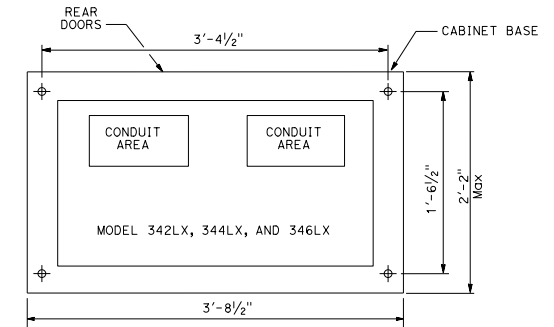 REAR
DOORS
3'-4½"
CABINET BASE
CONDUIT
AREA
CONDUIT
AREA
1'-6½"
2'-2"
Max
MODEL 342LX, 344LX, AND 346LX
3'-8½"